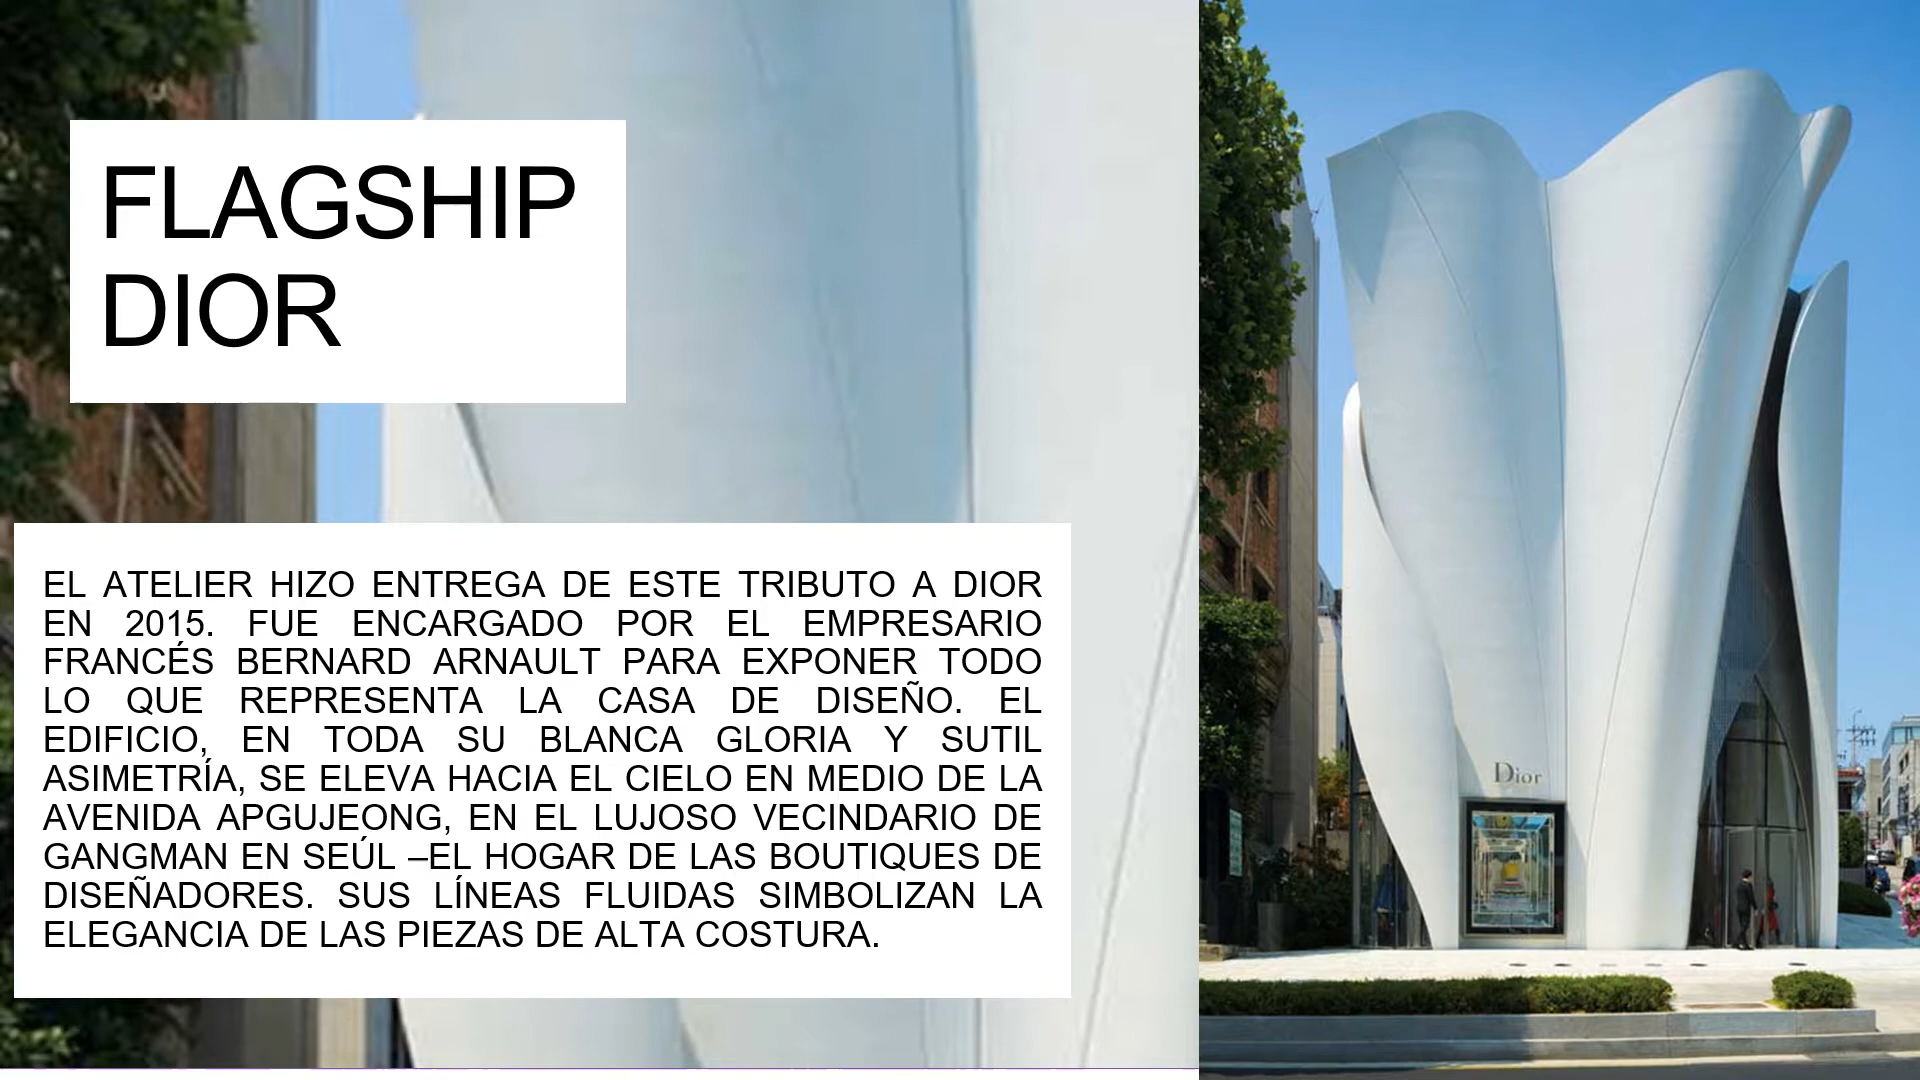 FLAGSHIP
DIOR
EL ATELIER HIZO ENTREGA DE ESTE TRIBUTO A DIOR
EN 2015. FUE ENCARGADO POR EL EMPRESARIO
FRANCÉS BERNARD ARNAULT PARA EXPONER TODO
LO QUE REPRESENTA LA CASA DE DISEÑO. EL
EDIFICIO, EN TODA SU BLANCA GLORIA Y SUTIL
ASIMETRÍA, SE ELEVA HACIA EL CIELO EN MEDIO DE LA
AVENIDA APGUJEONG, EN EL LUJOSO VECINDARIO DE
GANGMAN EN SEÚL –EL HOGAR DE LAS BOUTIQUES DE
DISEÑADORES. SUS LÍNEAS FLUIDAS SIMBOLIZAN LA
ELEGANCIA DE LAS PIEZAS DE ALTA COSTURA.
Dior